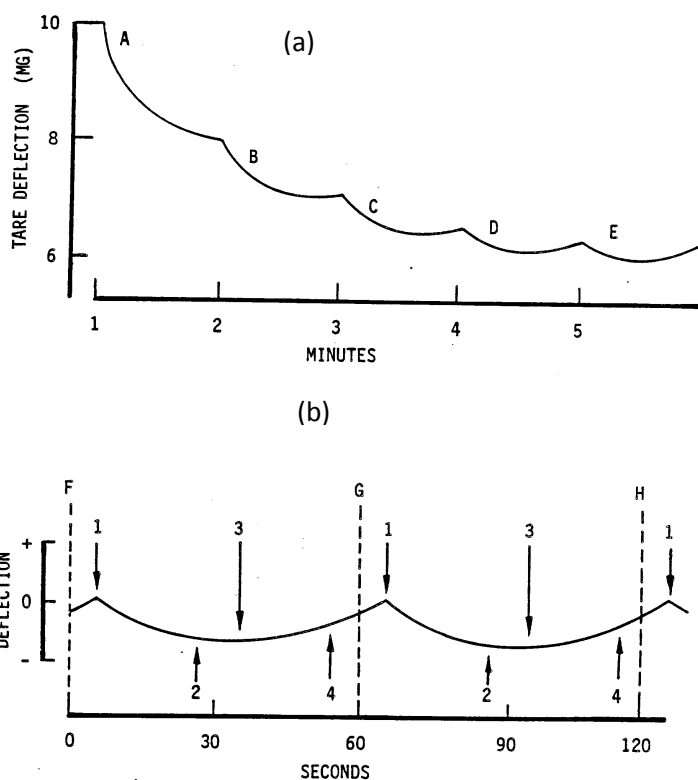 (a)
10
A
8
B
C
D
E
6
TARE DEFLECTION (MG)
1 2 3 4 5
MINUTES
(b)
F G H
1 3 1 3 1
+
0
-
DEFLECTION
2 4 2 4
0 30 60 90 120
SECONDS